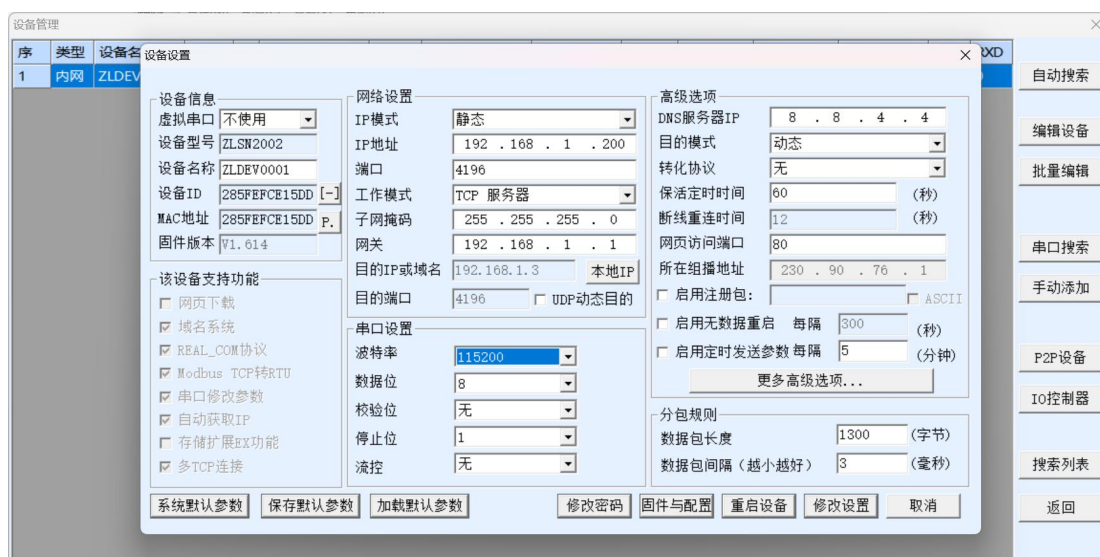 设备管理
序 类型 设备名 RXD
1 内网 ZLDEV
自动搜索
编辑设备
批量编辑
串口搜索
手动添加
P2P设备
IO控制器
搜索列表
返回
设备设置
设备信息
虚拟串口 不使用
设备型号 ZLSN2002
设备名称 ZLDEV0001
设备ID 285FEFCE15DD [-]
MAC地址 285FEFCE15DD P.
固件版本 V1.614
该设备支持功能
网页下载
域名系统
REAL_COM协议
Modbus TCP转RTU
串口修改参数
自动获取IP
存储扩展EX功能
多TCP连接
网络设置
IP模式 静态
IP地址 192 . 168 . 1 . 200
端口 4196
工作模式 TCP 服务器
子网掩码 255 . 255 . 255 . 0
网关 192 . 168 . 1 . 1
目的IP或域名 192.168.1.3 本地IP
目的端口 4196 UDP动态目的
串口设置
波特率 115200
数据位 8
校验位 无
停止位 1
流控 无
高级选项
DNS服务器IP 8 . 8 . 4 . 4
目的模式 动态
转化协议 无
保活定时时间 60 (秒)
断线重连时间 12 (秒)
网页访问端口 80
所在组播地址 230 . 90 . 76 . 1
启用注册包: ASCII
启用无数据重启 每隔 300 (秒)
启用定时发送参数 每隔 5 (分钟)
更多高级选项...
分包规则
数据包长度 1300 (字节)
数据包间隔(越小越好) 3 (毫秒)
系统默认参数 保存默认参数 加载默认参数 修改密码 固件与配置 重启设备 修改设置 取消